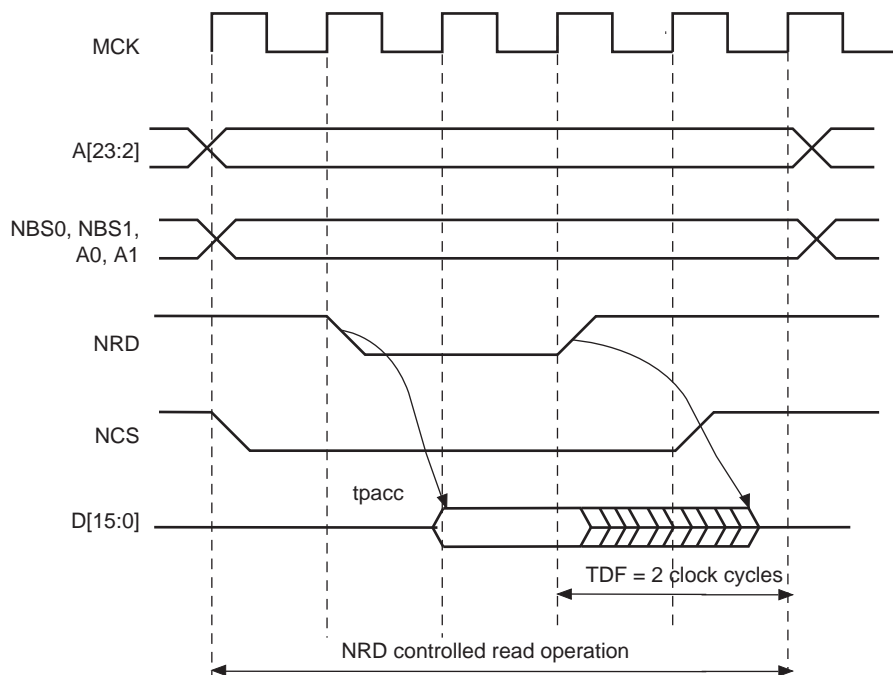 MCK
A[23:2]
NBS0, NBS1,
A0, A1
NRD
NCS
tpacc
D[15:0]
TDF = 2 clock cycles
NRD controlled read operation